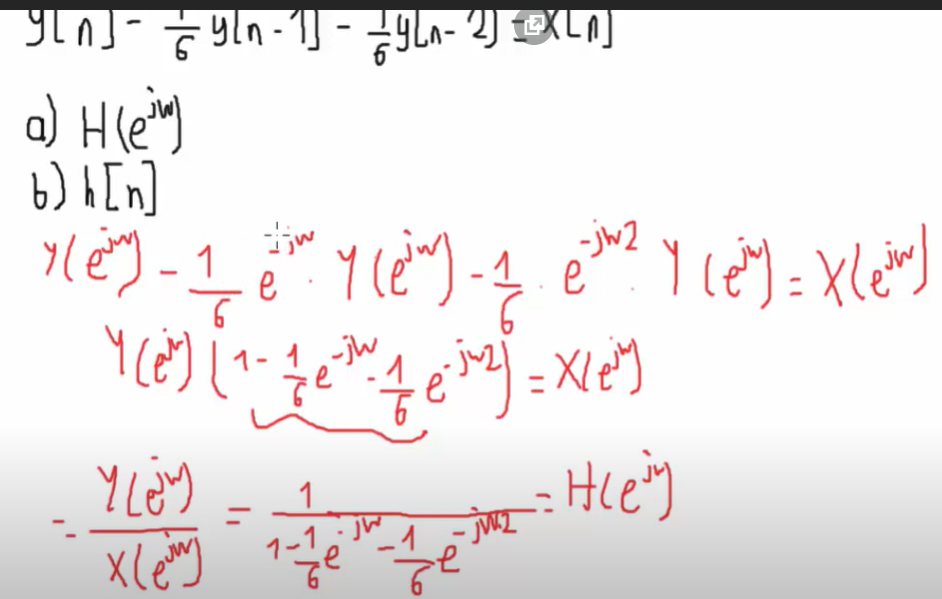 y[n] - 1/6 y[n - 1] - 1/6 y[n - 2] = X[n]
a) H(e^jw)
b) h[n]
Y(e^jw) - 1/6 e^-jw · Y(e^jw) - 1/6 · e^-jw2 · Y(e^jw) = X(e^jw)
Y(e^jw) (1 - 1/6 e^-jw - 1/6 e^-jw2) = X(e^jw)
= Y(e^jw) / X(e^jw) = 1 / (1 - 1/6 e^-jw - 1/6 e^-jw2) = H(e^jw)